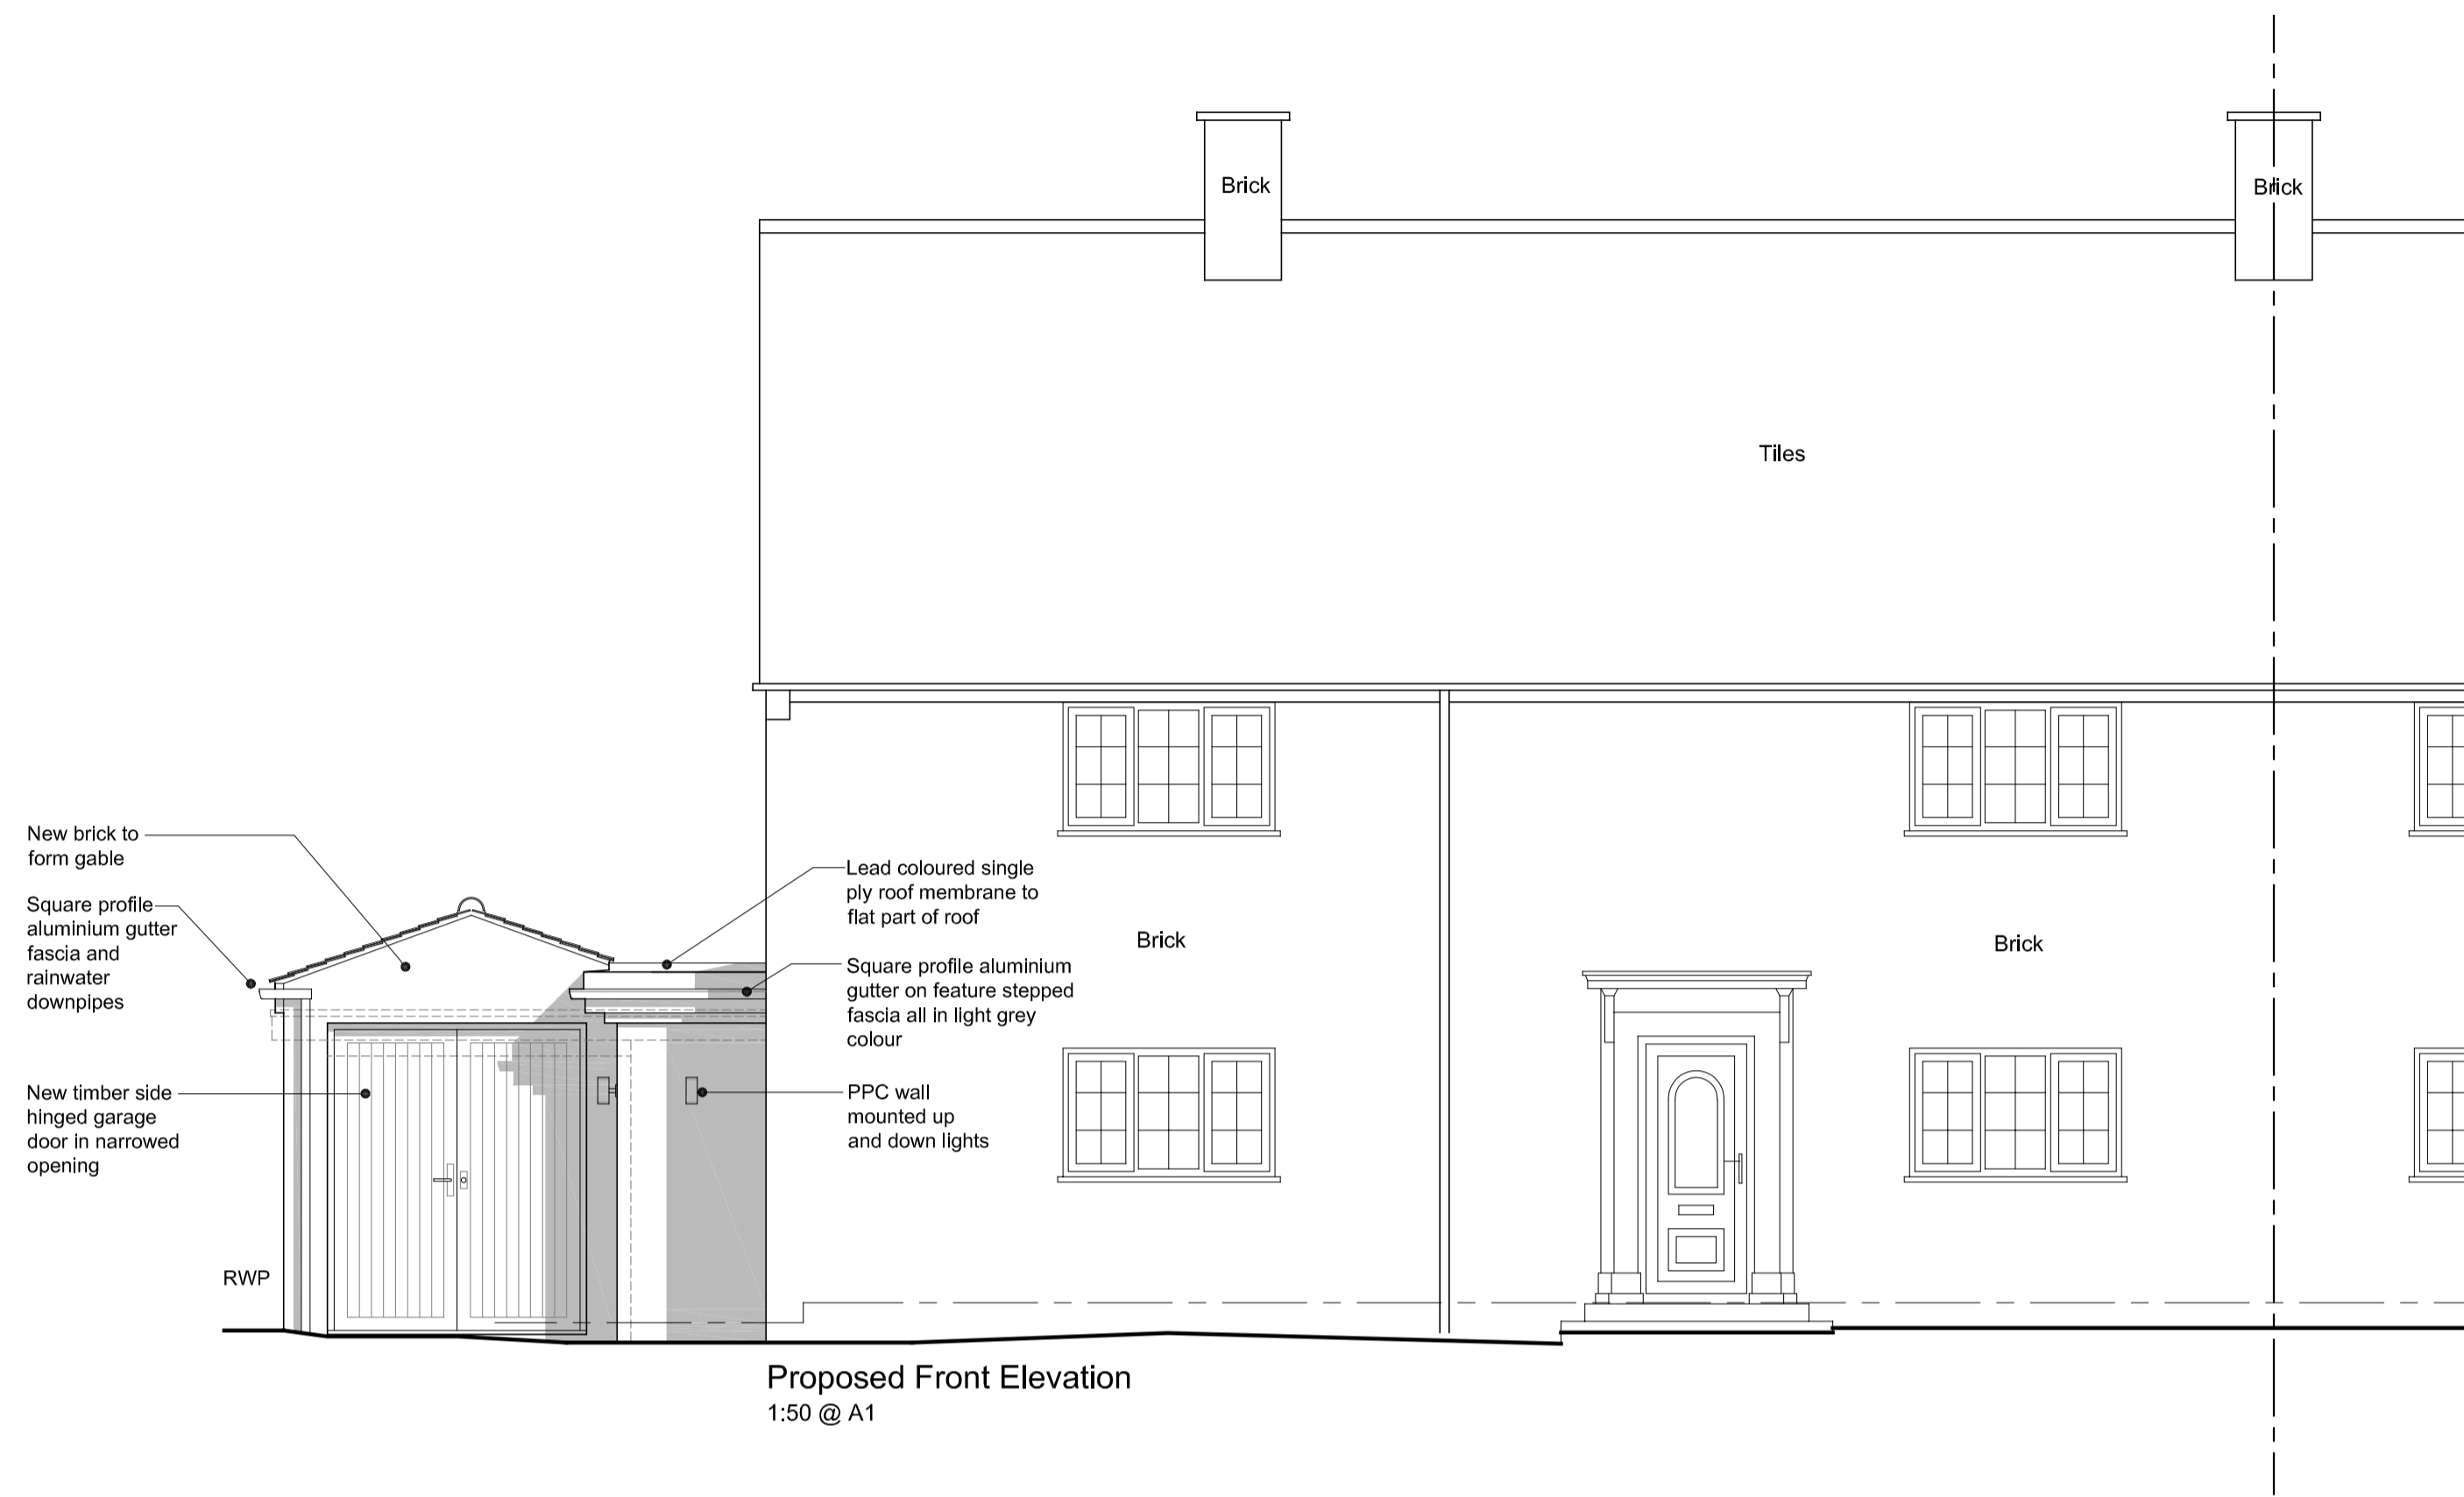 Brick
Brick
Tiles
New brick to
form gable
Square profile
aluminium gutter
fascia and
rainwater
downpipes
New timber side
hinged garage
door in narrowed
opening
RWP
Lead coloured single
ply roof membrane to
flat part of roof
Square profile aluminium
gutter on feature stepped
fascia all in light grey
colour
PPC wall
mounted up
and down lights
Brick
Brick
Proposed Front Elevation
1:50 @ A1